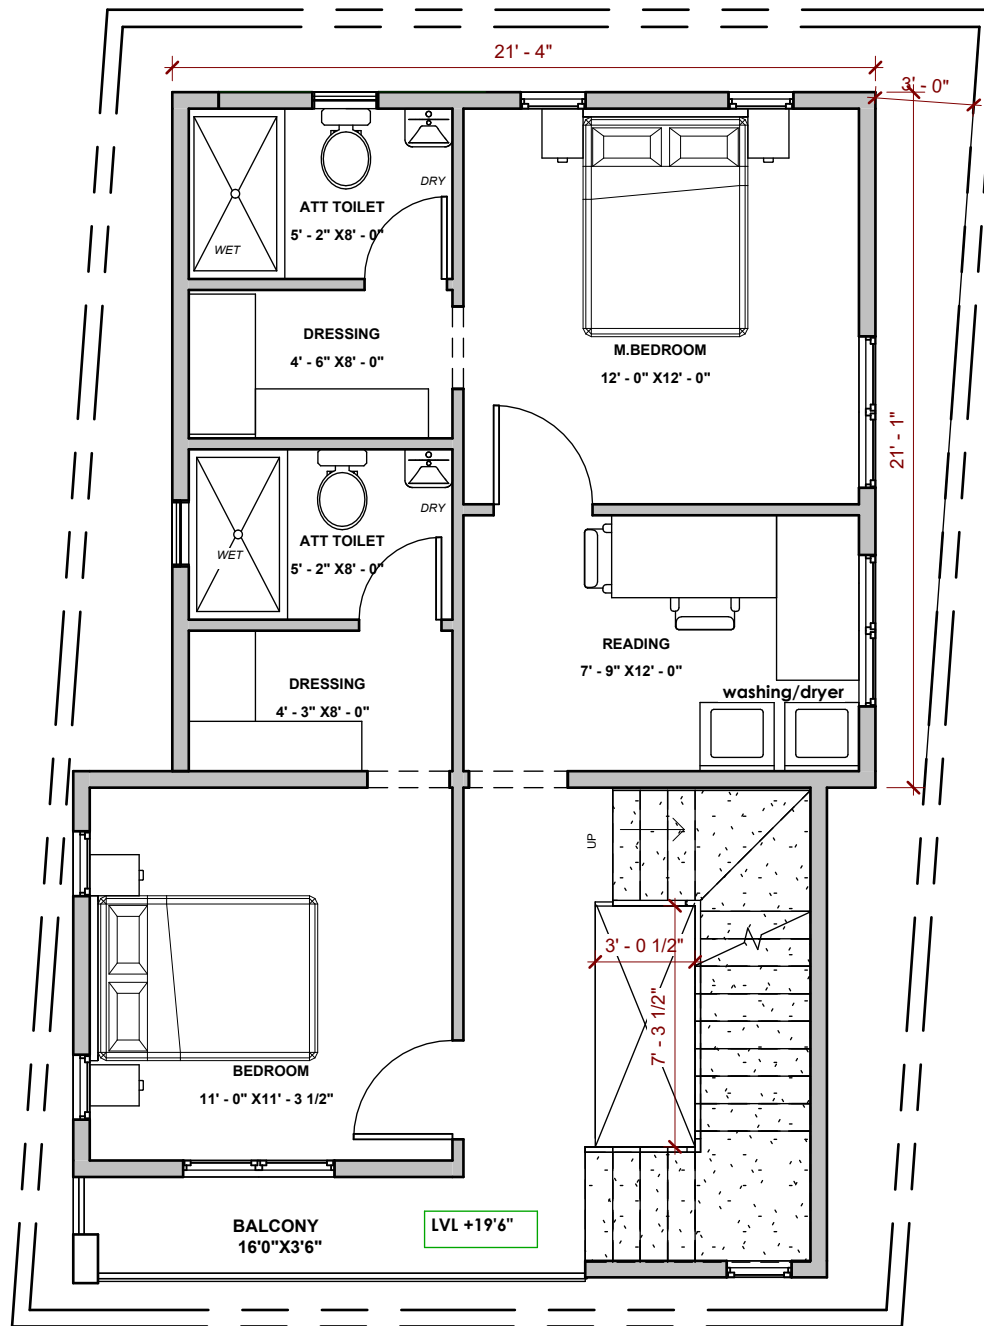 21' - 4"
3'- 0"
DRY
ATT TOILET
5' - 2" X8' - 0"
WET
DRESSING
4' - 6" X8' - 0"
M.BEDROOM
12' - 0" X12' - 0"
21' - 1"
DRY
ATT TOILET
5' - 2" X8' - 0"
WET
READING
7' - 9" X12' - 0"
DRESSING
4' - 3" X8' - 0"
washing/dryer
UP
3' - 0 1/2"
7' - 3 1/2"
BEDROOM
11' - 0" X11' - 3 1/2"
BALCONY
16'0"X3'6"
LVL +19'6"